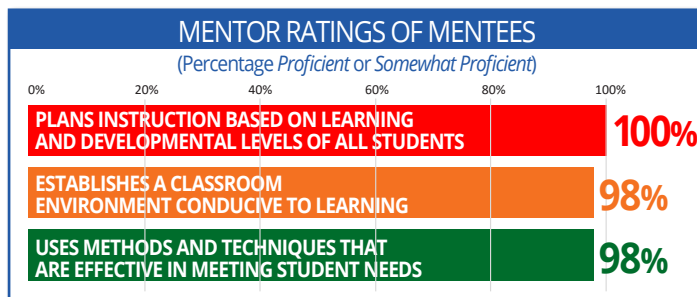 MENTOR RATINGS OF MENTEES
(Percentage Proficient or Somewhat Proficient)
0% 20% 40% 60% 80% 100%
PLANS INSTRUCTION BASED ON LEARNING
AND DEVELOPMENTAL LEVELS OF ALL STUDENTS
100%
ESTABLISHES A CLASSROOM
ENVIRONMENT CONDUCIVE TO LEARNING
98%
USES METHODS AND TECHNIQUES THAT
ARE EFFECTIVE IN MEETING STUDENT NEEDS
98%